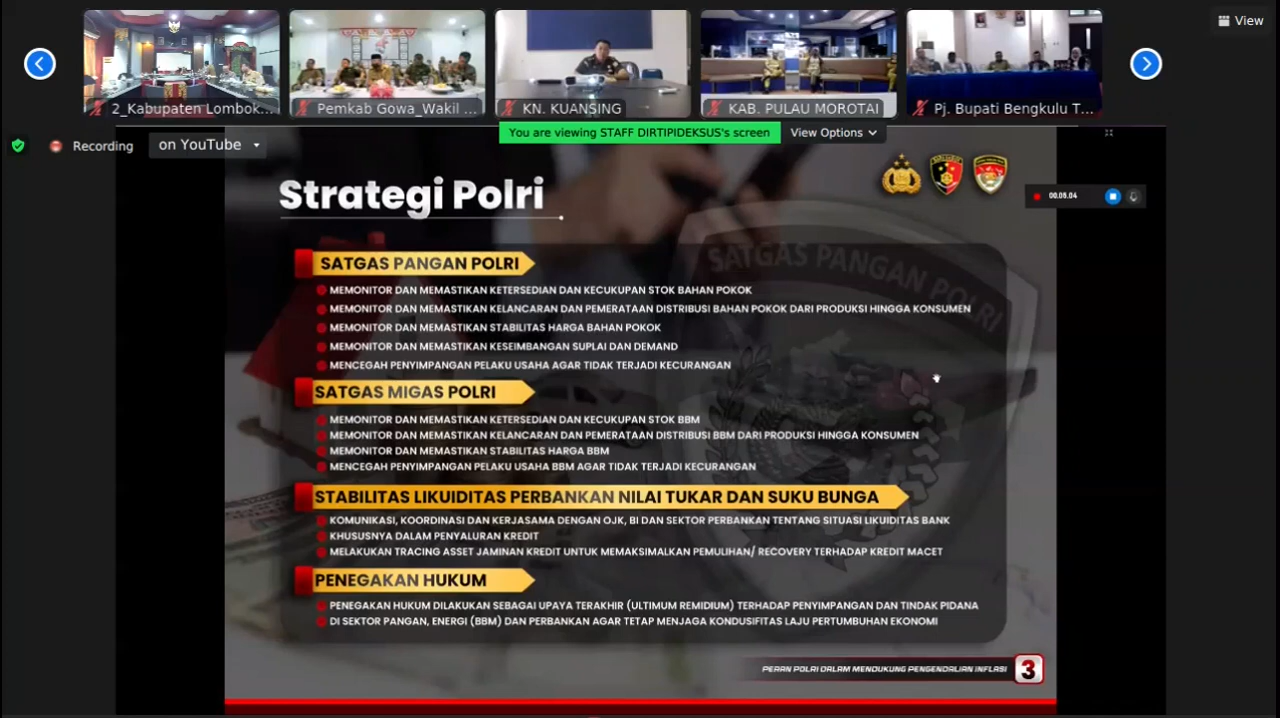 View
2_Kabupaten Lombok...
Pemkab Gowa_Wakil ...
KN. KUANSING
KAB. PULAU MOROTAI
Pj. Bupati Bengkulu T...
You are viewing STAFF DIRTIPIDEKSUS's screen
View Options
Recording
on YouTube
Strategi Polri
00.05.04
SATGAS PANGAN POLRI
SATGAS PANGAN POLRI
MEMONITOR DAN MEMASTIKAN KETERSEDIAN DAN KECUKUPAN STOK BAHAN POKOK
MEMONITOR DAN MEMASTIKAN KELANCARAN DAN PEMERATAAN DISTRIBUSI BAHAN POKOK DARI PRODUKSI HINGGA KONSUMEN
MEMONITOR DAN MEMASTIKAN STABILITAS HARGA BAHAN POKOK
MEMONITOR DAN MEMASTIKAN KESEIMBANGAN SUPLAI DAN DEMAND
MENCEGAH PENYIMPANGAN PELAKU USAHA AGAR TIDAK TERJADI KECURANGAN
SATGAS MIGAS POLRI
MEMONITOR DAN MEMASTIKAN KETERSEDIAN DAN KECUKUPAN STOK BBM
MEMONITOR DAN MEMASTIKAN KELANCARAN DAN PEMERATAAN DISTRIBUSI BBM DARI PRODUKSI HINGGA KONSUMEN
MEMONITOR DAN MEMASTIKAN STABILITAS HARGA BBM
MENCEGAH PENYIMPANGAN PELAKU USAHA BBM AGAR TIDAK TERJADI KECURANGAN
STABILITAS LIKUIDITAS PERBANKAN NILAI TUKAR DAN SUKU BUNGA
KOMUNIKASI, KOORDINASI DAN KERJASAMA DENGAN OJK, BI DAN SEKTOR PERBANKAN TENTANG SITUASI LIKUIDITAS BANK
KHUSUSNYA DALAM PENYALURAN KREDIT
MELAKUKAN TRACING ASSET JAMINAN KREDIT UNTUK MEMAKSIMALKAN PEMULIHAN/ RECOVERY TERHADAP KREDIT MACET
PENEGAKAN HUKUM
PENEGAKAN HUKUM DILAKUKAN SEBAGAI UPAYA TERAKHIR (ULTIMUM REMIDIUM) TERHADAP PENYIMPANGAN DAN TINDAK PIDANA
DI SEKTOR PANGAN, ENERGI (BBM) DAN PERBANKAN AGAR TETAP MENJAGA KONDUSIFITAS LAJU PERTUMBUHAN EKONOMI
PERAN POLRI DALAM MENDUKUNG PENGENDALIAN INFLASI
3